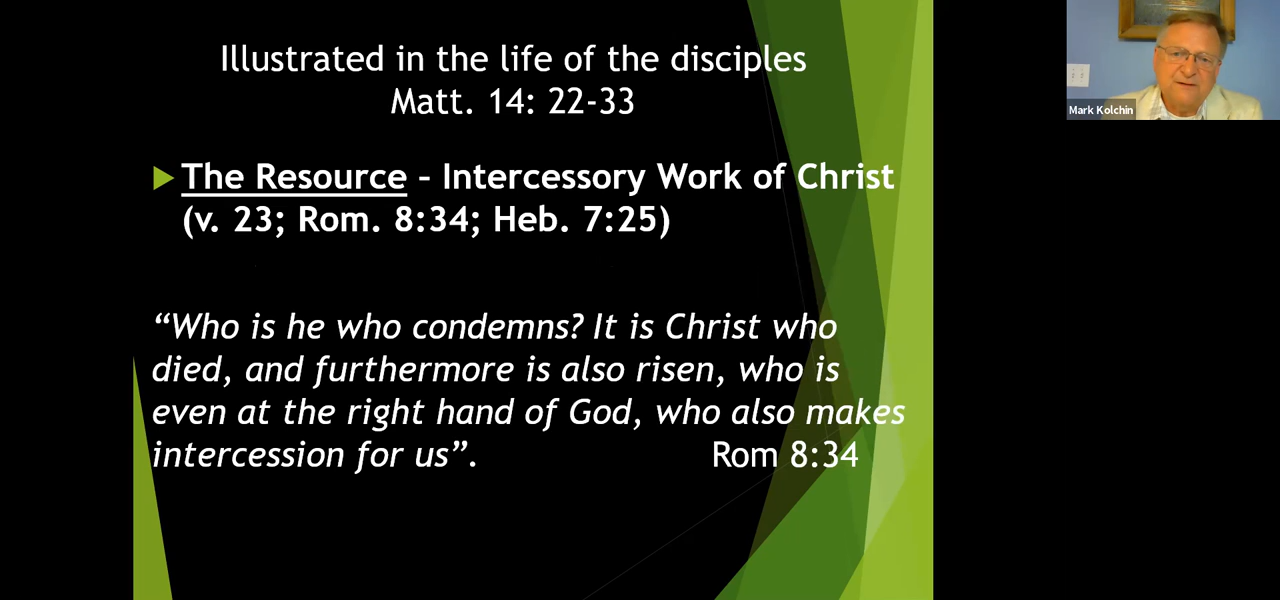 Illustrated in the life of the disciples
Matt. 14: 22-33
The Resource – Intercessory Work of Christ
(v. 23; Rom. 8:34; Heb. 7:25)
“Who is he who condemns? It is Christ who
died, and furthermore is also risen, who is
even at the right hand of God, who also makes
intercession for us”. Rom 8:34
Mark Kolchin